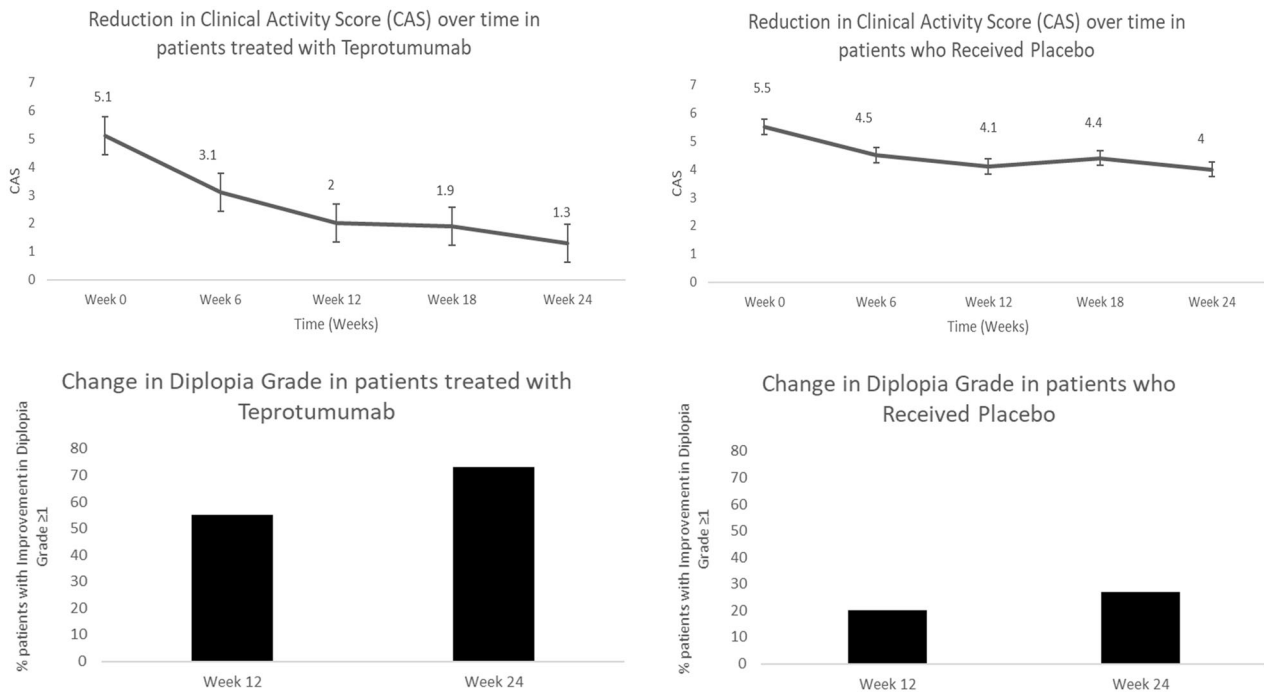 Reduction in Clinical Activity Score (CAS) over time in
patients treated with Teprotumumab
7
6
5
4
3
2
1
0
CAS
5.1
3.1
2
1.9
1.3
Week 0
Week 6
Week 12
Week 18
Week 24
Time (Weeks)
Reduction in Clinical Activity Score (CAS) over time in
patients who Received Placebo
7
6
5
4
3
2
1
0
CAS
5.5
4.5
4.1
4.4
4
Week 0
Week 6
Week 12
Week 18
Week 24
Time (Weeks)
Change in Diplopia Grade in patients treated with
Teprotumumab
% patients with Improvement in Diplopia
Grade ≥1
80
70
60
50
40
30
20
10
0
Week 12
Week 24
Change in Diplopia Grade in patients who
Received Placebo
% patients with Improvement in Diplopia
Grade ≥1
80
70
60
50
40
30
20
10
0
Week 12
Week 24